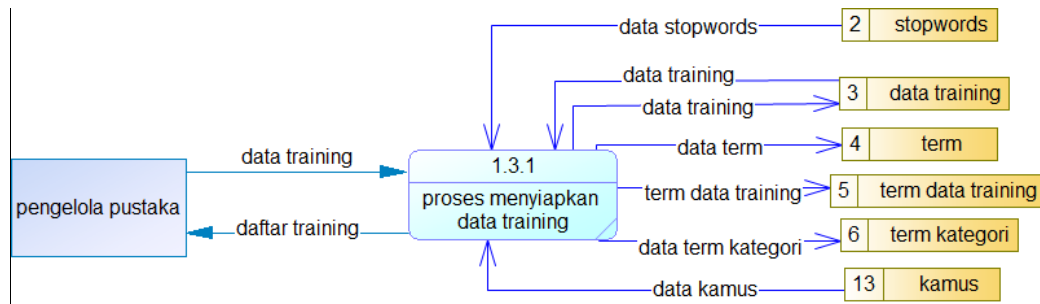 data stopwords
2 stopwords
data training
data training
3 data training
data term
4 term
data training
1.3.1
proses menyiapkan
data training
term data training
5 term data training
pengelola pustaka
daftar training
data term kategori
6 term kategori
data kamus
13 kamus